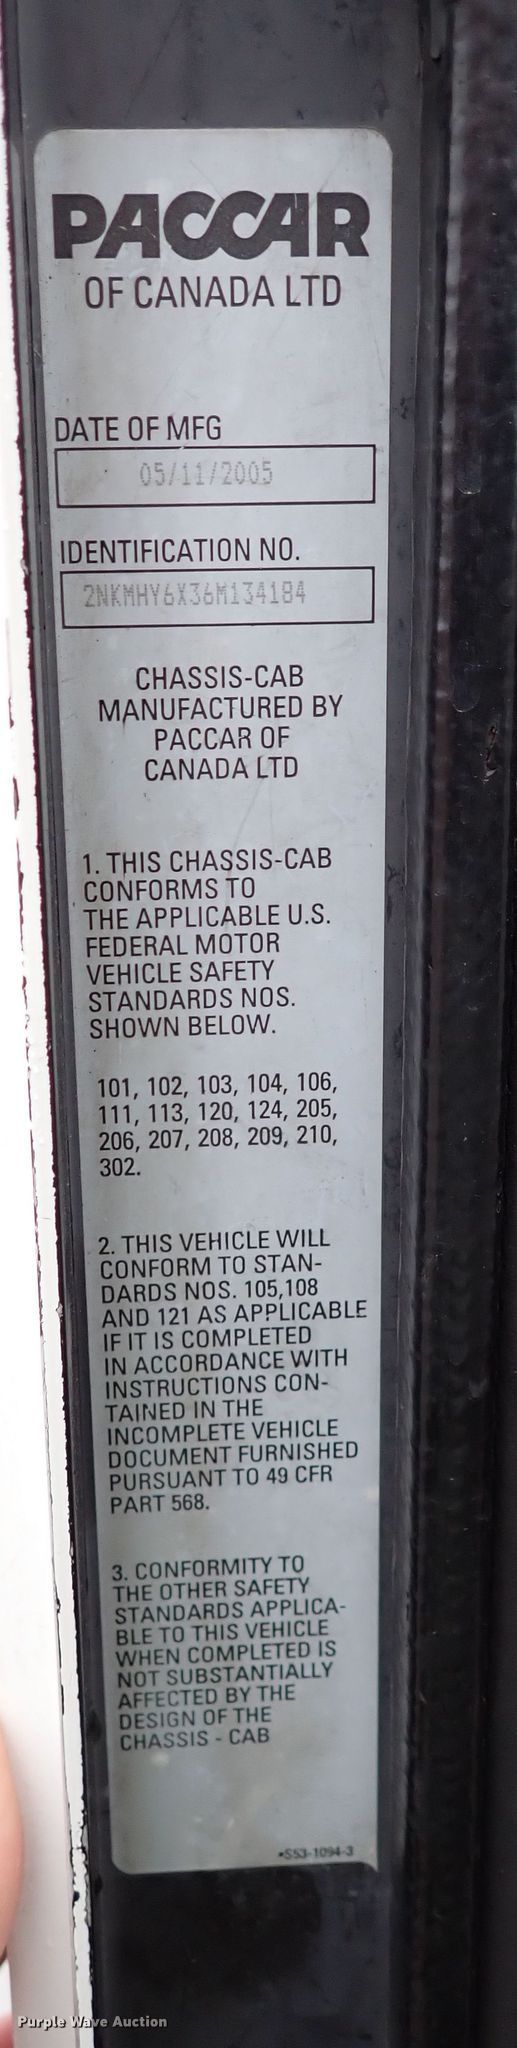 PACCAR
OF CANADA LTD
DATE OF MFG
05/11/2005
IDENTIFICATION NO.
2NKMHY6X36M134184
CHASSIS-CAB
MANUFACTURED BY
PACCAR OF
CANADA LTD
1. THIS CHASSIS-CAB
CONFORMS TO
THE APPLICABLE U.S.
FEDERAL MOTOR
VEHICLE SAFETY
STANDARDS NOS.
SHOWN BELOW.
101, 102, 103, 104, 106,
111, 113, 120, 124, 205,
206, 207, 208, 209, 210,
302.
2. THIS VEHICLE WILL
CONFORM TO STAN-
DARDS NOS. 105,108
AND 121 AS APPLICABLE
IF IT IS COMPLETED
IN ACCORDANCE WITH
INSTRUCTIONS CON-
TAINED IN THE
INCOMPLETE VEHICLE
DOCUMENT FURNISHED
PURSUANT TO 49 CFR
PART 568.
3. CONFORMITY TO
THE OTHER SAFETY
STANDARDS APPLICA-
BLE TO THIS VEHICLE
WHEN COMPLETED IS
NOT SUBSTANTIALLY
AFFECTED BY THE
DESIGN OF THE
CHASSIS - CAB
*S53-1094-3
Purple Wave Auction